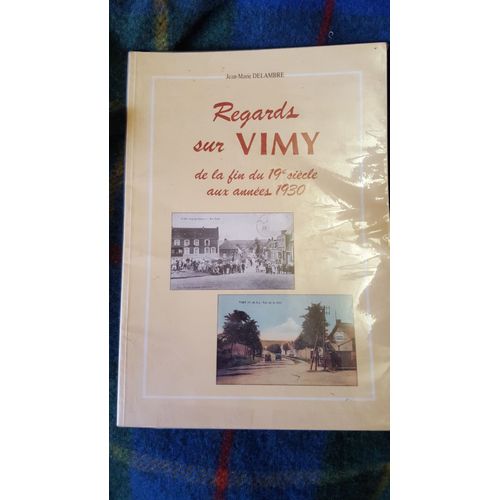 Jean-Marie DELAMBRE
Regards
sur VIMY
de la fin du 19e siècle
aux années 1930